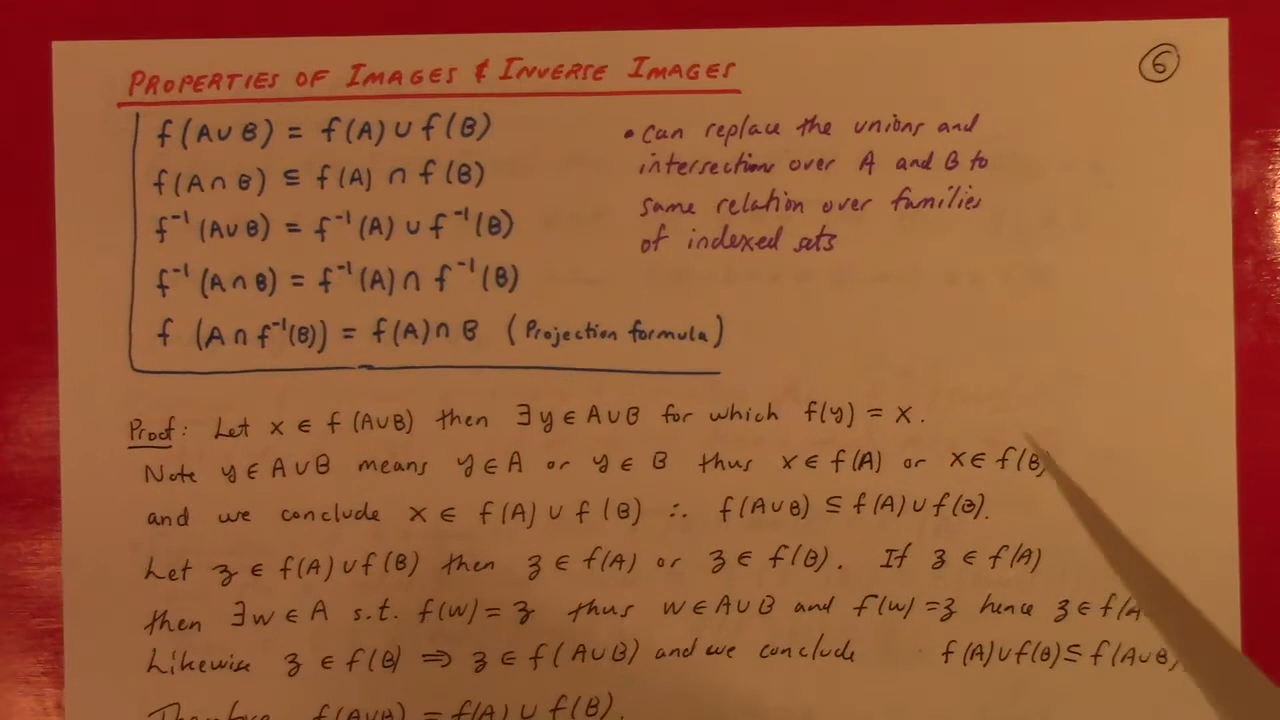 PROPERTIES OF IMAGES & INVERSE IMAGES
6
f(A∪B) = f(A) ∪ f(B)
f(A∩B) ⊆ f(A) ∩ f(B)
f⁻¹(A∪B) = f⁻¹(A) ∪ f⁻¹(B)
f⁻¹(A∩B) = f⁻¹(A) ∩ f⁻¹(B)
f (A∩f⁻¹(B)) = f(A)∩B (Projection formula)
• can replace the unions and
intersections over A and B to
same relation over families
of indexed sets
Proof: Let x ∈ f(A∪B) then ∃y∈A∪B for which f(y) = x.
Note y∈A∪B means y∈A or y∈B thus x∈f(A) or x∈f(B)
and we conclude x ∈ f(A) ∪ f(B) ∴ f(A∪B) ⊆ f(A)∪f(B).
Let z ∈ f(A)∪f(B) then z∈f(A) or z∈f(B). If z∈f(A)
then ∃w∈A s.t. f(w)=z thus w∈A∪B and f(w)=z hence z∈f(A
Likewise z∈f(B) ⇒ z∈f(A∪B) and we conclude f(A)∪f(B)⊆f(A∪B)
Therefore f(A∪B) = f(A)∪f(B).